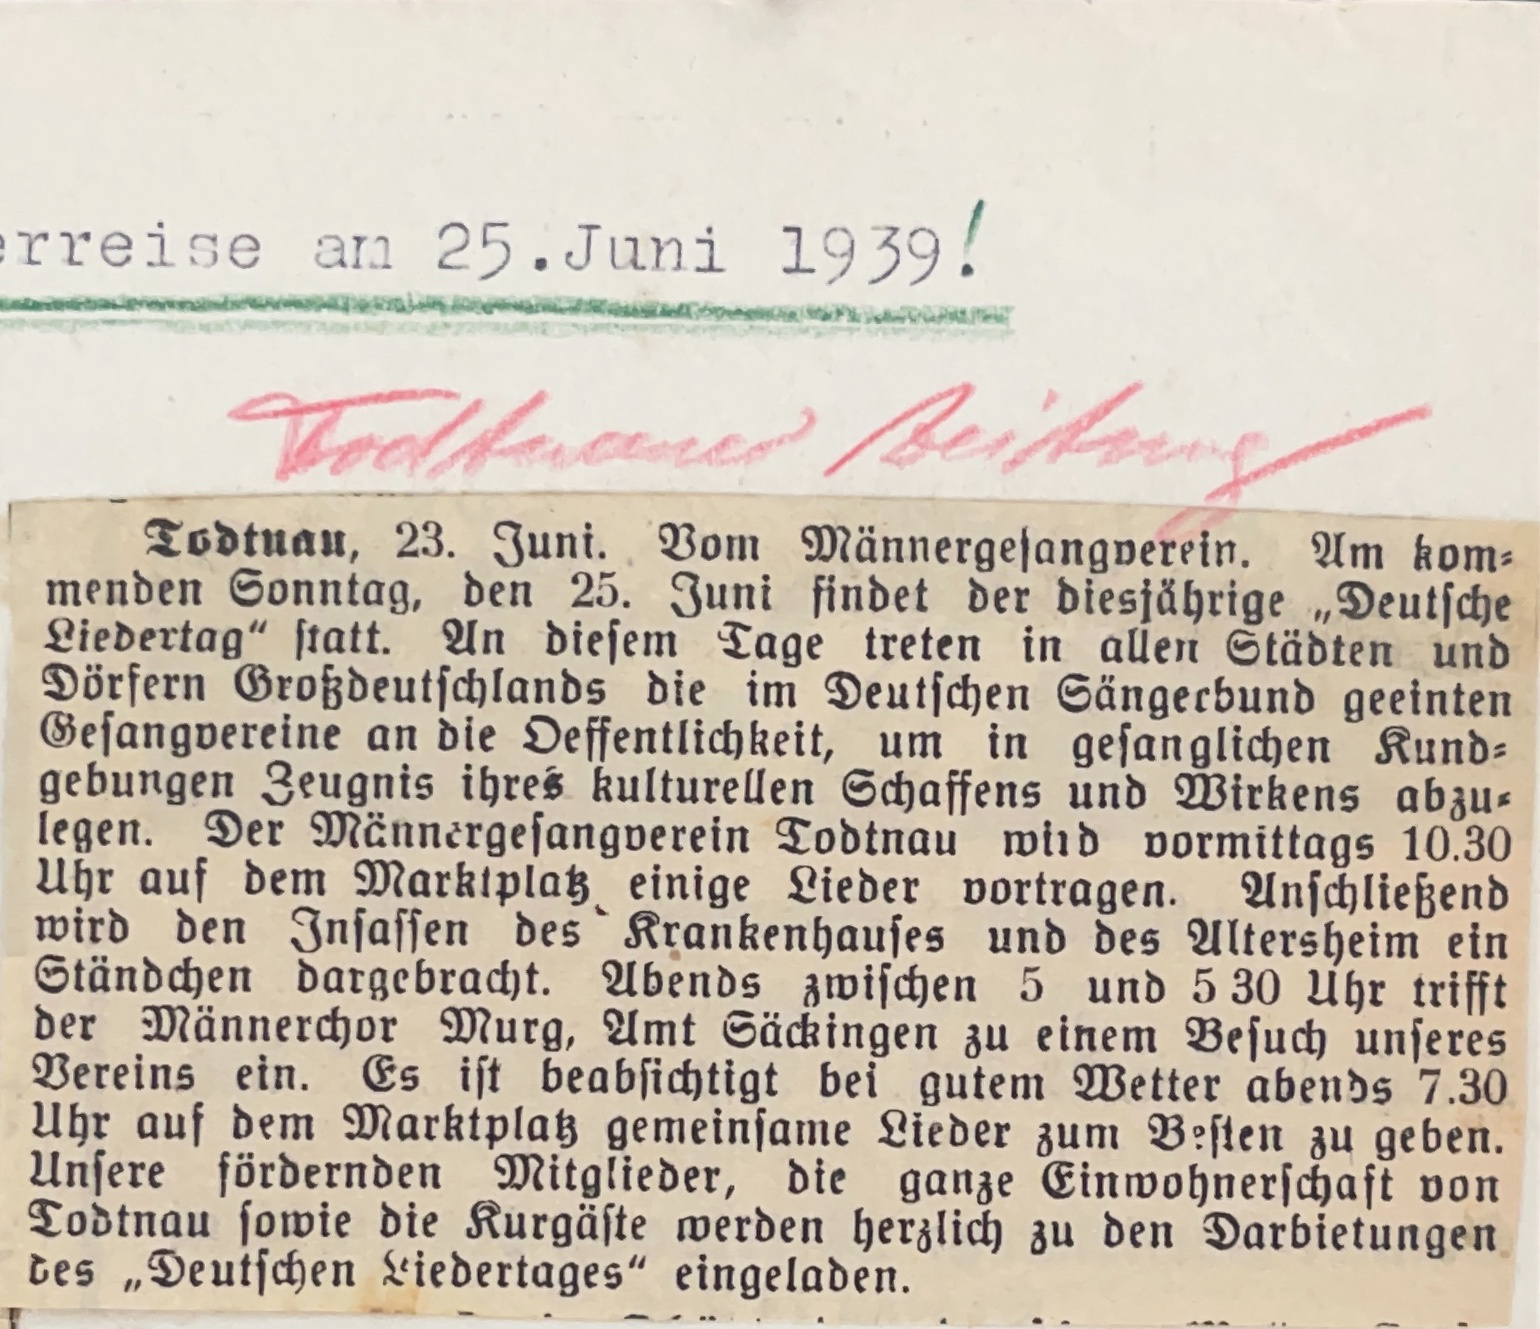 erreise am 25.Juni 1939!
Todtnauer Zeitung
Todtnau, 23. Juni. Vom Männergesangverein. Am kom-
menden Sonntag, den 25. Juni findet der diesjährige „Deutsche
Liedertag“ statt. An diesem Tage treten in allen Städten und
Dörfern Großdeutschlands die im Deutschen Sängerbund geeinten
Gesangvereine an die Oeffentlichkeit, um in gesanglichen Kund-
gebungen Zeugnis ihres kulturellen Schaffens und Wirkens abzu-
legen. Der Männergesangverein Todtnau wird vormittags 10.30
Uhr auf dem Marktplatz einige Lieder vortragen. Anschließend
wird den Insassen des Krankenhauses und des Altersheim ein
Ständchen dargebracht. Abends zwischen 5 und 5 30 Uhr trifft
der Männerchor Murg, Amt Säckingen zu einem Besuch unseres
Vereins ein. Es ist beabsichtigt bei gutem Wetter abends 7.30
Uhr auf dem Marktplatz gemeinsame Lieder zum Besten zu geben.
Unsere fördernden Mitglieder, die ganze Einwohnerschaft von
Todtnau sowie die Kurgäste werden herzlich zu den Darbietungen
des „Deutschen Liedertages“ eingeladen.